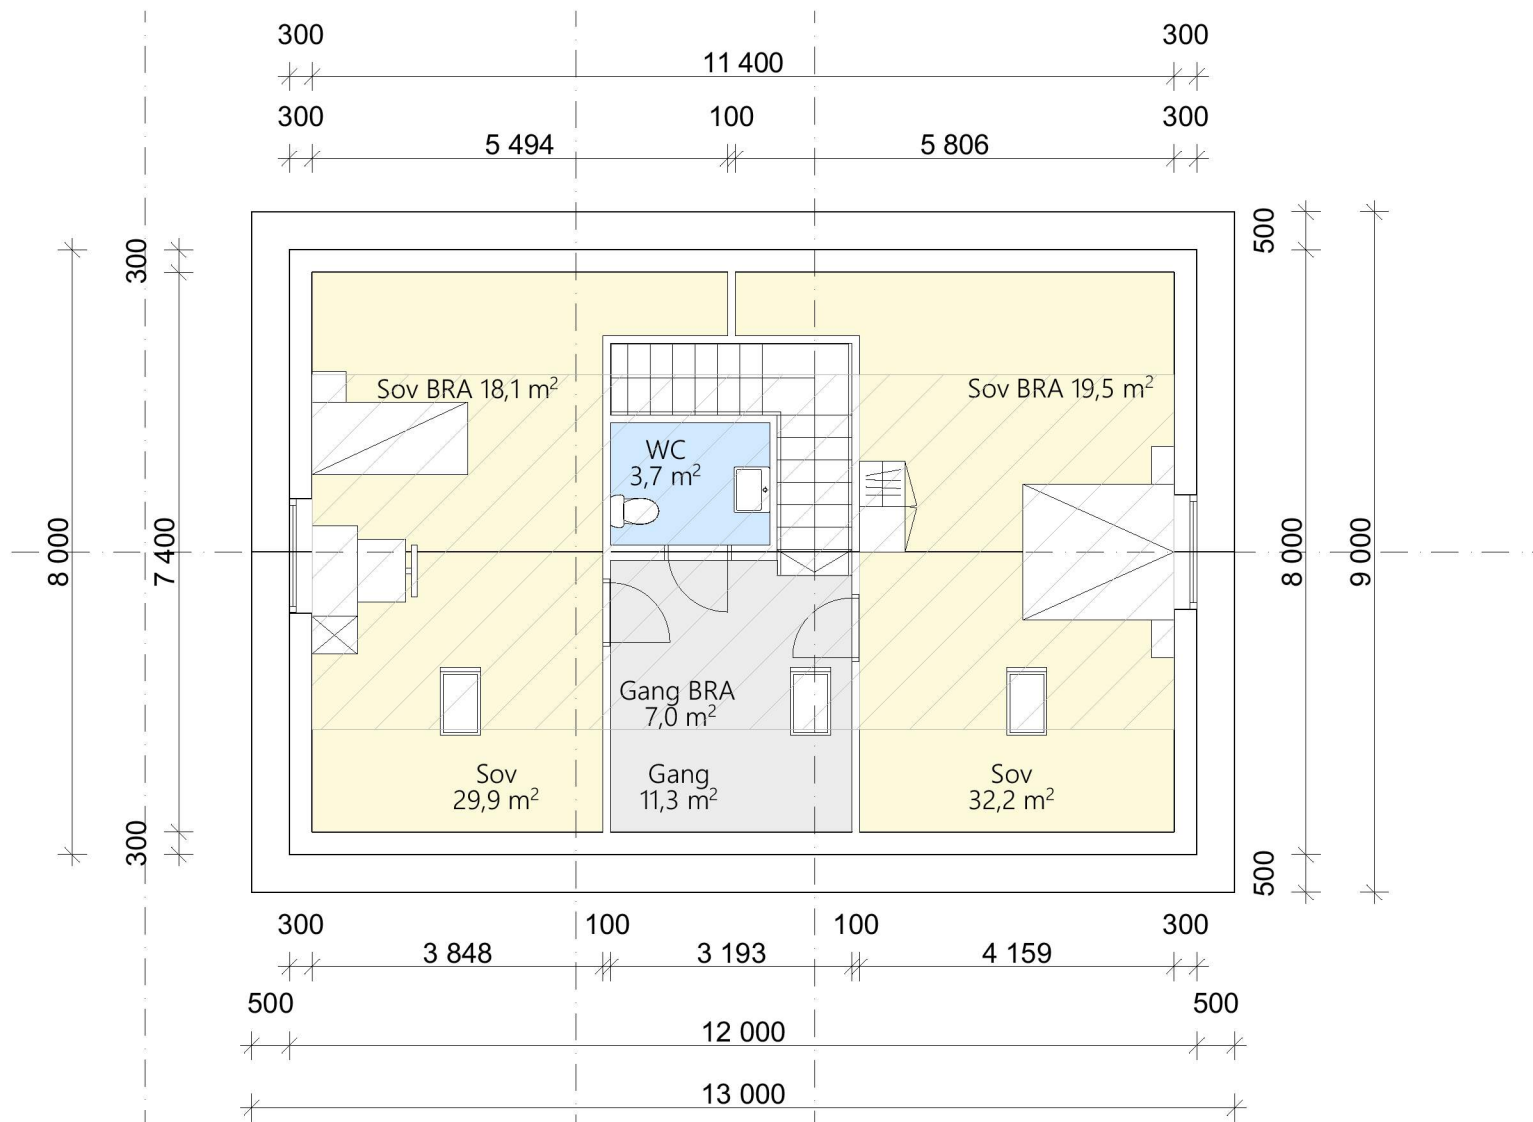 300 300
11 400
300 100 300
5 494 5 806
500
300
Sov BRA 18,1 m²
Sov BRA 19,5 m²
WC
3,7 m²
8 000
7 400
8 000
9 000
Gang BRA
7,0 m²
Sov
29,9 m²
Gang
11,3 m²
Sov
32,2 m²
300
500
300 100 100 300
3 848 3 193 4 159
500 500
12 000
13 000